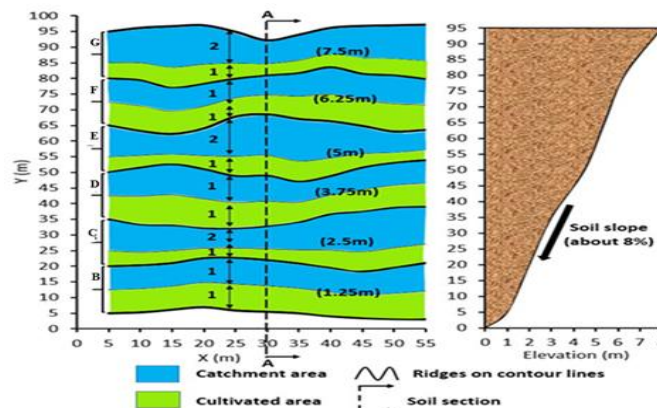 100
95
90
85
80
75
70
65
60
55
50
45
40
35
30
25
20
15
10
5
0
Y (m)
G
F
E
D
C
B
A
2
1
(7.5m)
1
1
(6.25m)
2
1
(5m)
1
1
(3.75m)
2
1
(2.5m)
1
1
(1.25m)
0 5 10 15 20 25 30 35 40 45 50 55
X (m)
A
95
90
85
80
75
70
65
60
55
50
45
40
35
30
25
20
15
10
5
0
Soil slope
(about 8%)
0 1 2 3 4 5 6 7
Elevation (m)
Catchment area
Ridges on contour lines
Cultivated area
Soil section